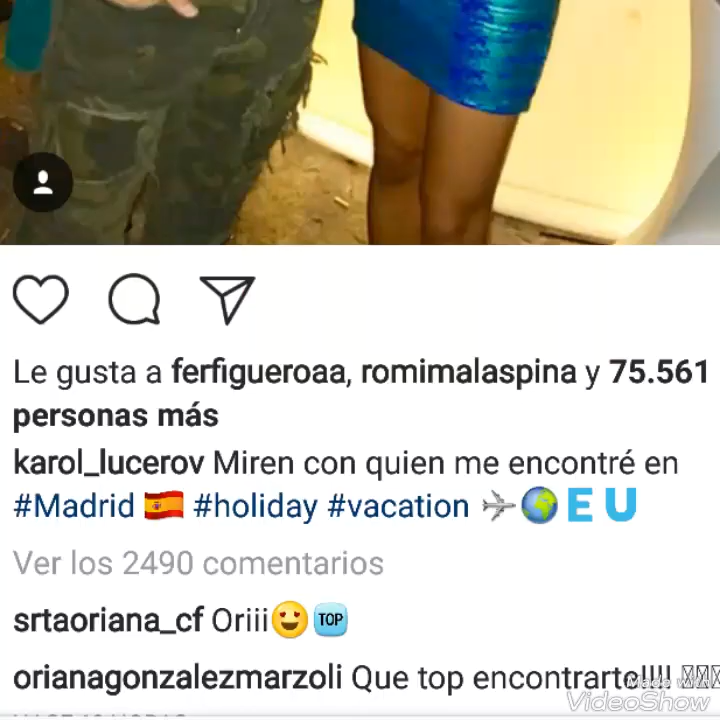 Le gusta a ferfigueroaa, romimalaspina y 75.561
personas más
karol_lucerov Miren con quien me encontré en
#Madrid 🇪🇸 #holiday #vacation ✈🌍🇪🇺
Ver los 2490 comentarios
srtaoriana_cf Oriii😍🔝
orianagonzalezmarzoli Que top encontrarte!!!!
Made with
VideoShow